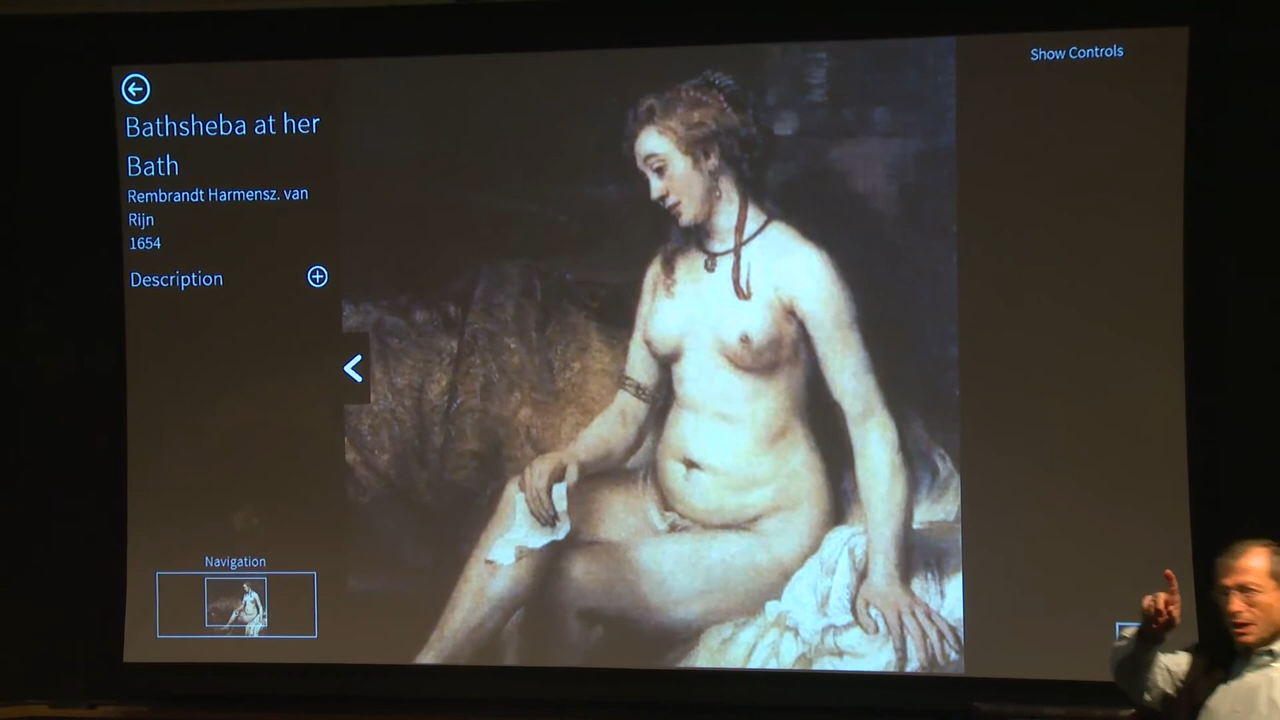 Show Controls
Bathsheba at her
Bath
Rembrandt Harmensz. van
Rijn
1654
Description
Navigation